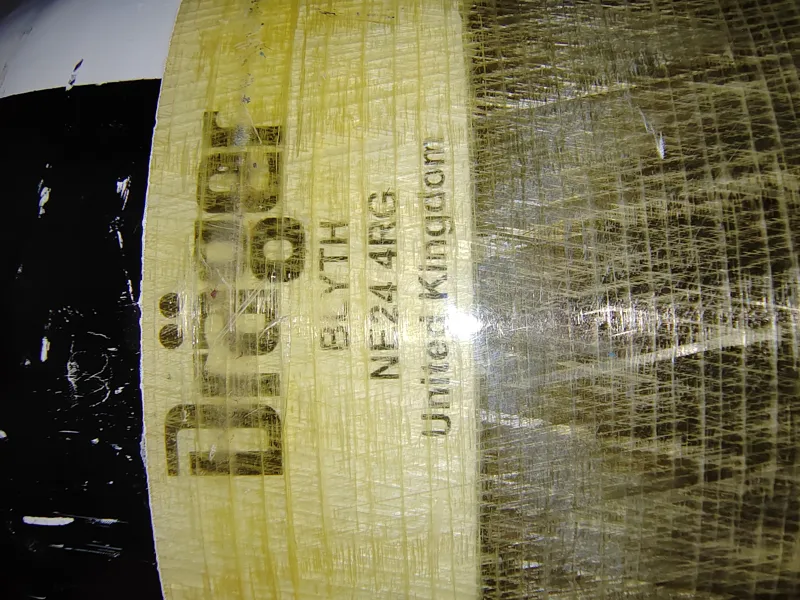 Dräger
BLYTH
NE24 4RG
United Kingdom